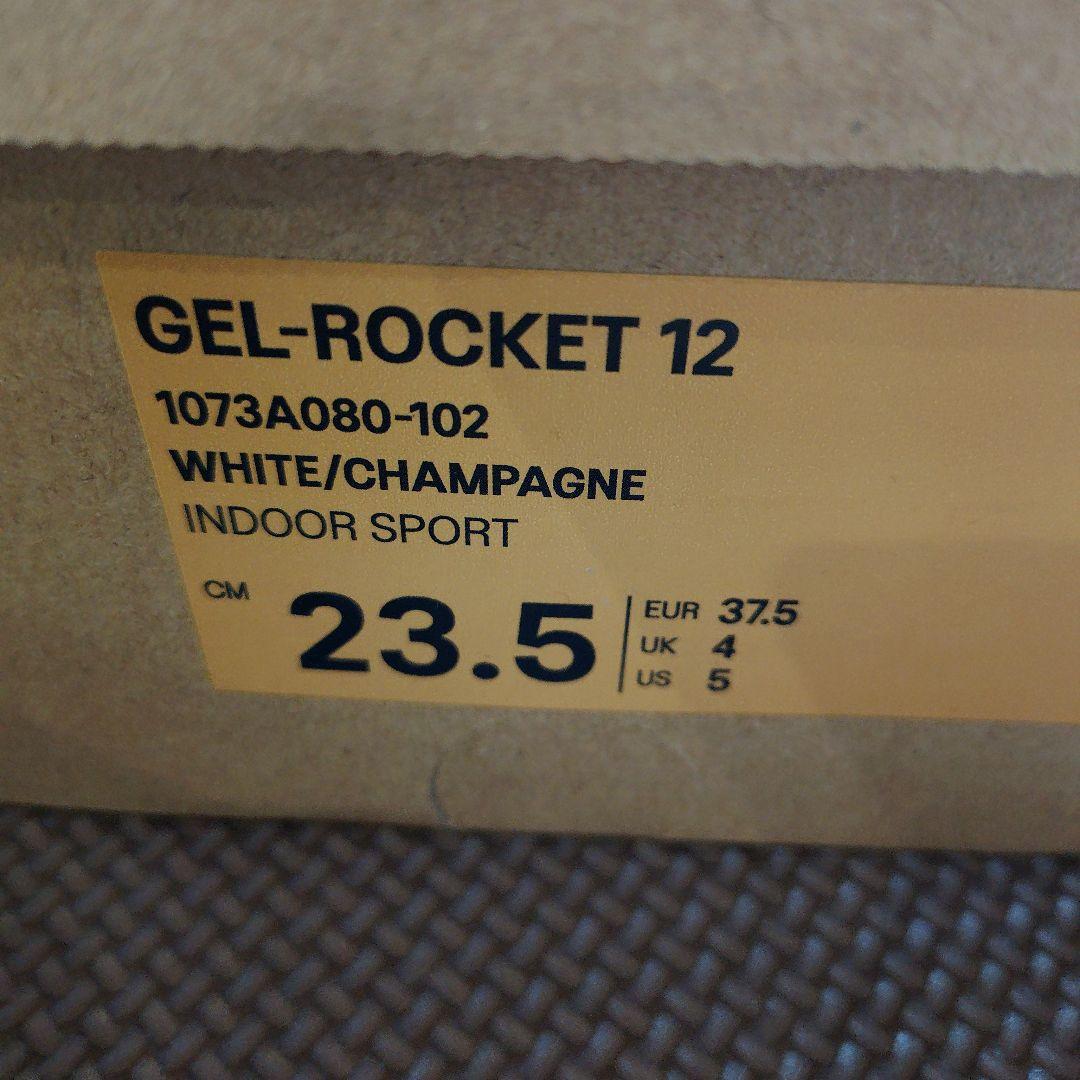 GEL-ROCKET 12
1073A080-102
WHITE/CHAMPAGNE
INDOOR SPORT
CM 23.5
EUR 37.5
UK 4
US 5